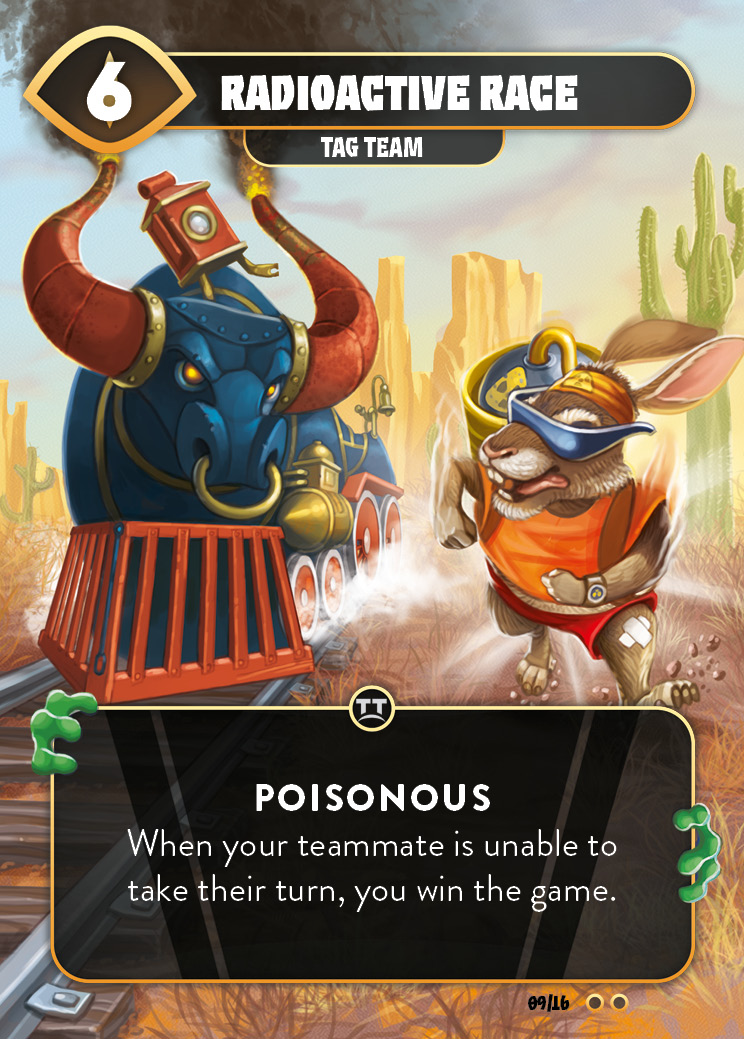 6
RADIOACTIVE RACE
TAG TEAM
TT
POISONOUS
When your teammate is unable to
take their turn, you win the game.
09/16